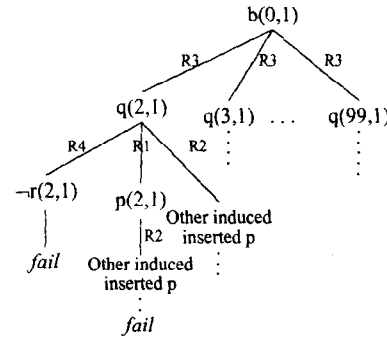 b(0,1)
R3 R3 R3
q(2,1) q(3,1) ... q(99,1)
R4 R1 R2
¬r(2,1) p(2,1) Other induced
inserted p
R2
fail Other induced
inserted p
fail